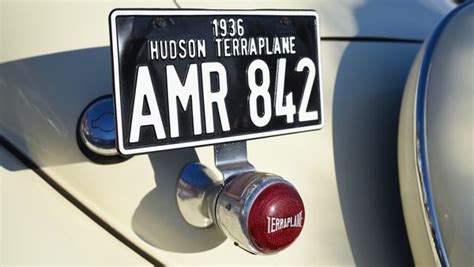 1936
HUDSON TERRAPLANE
AMR 842
TERRAPLANE